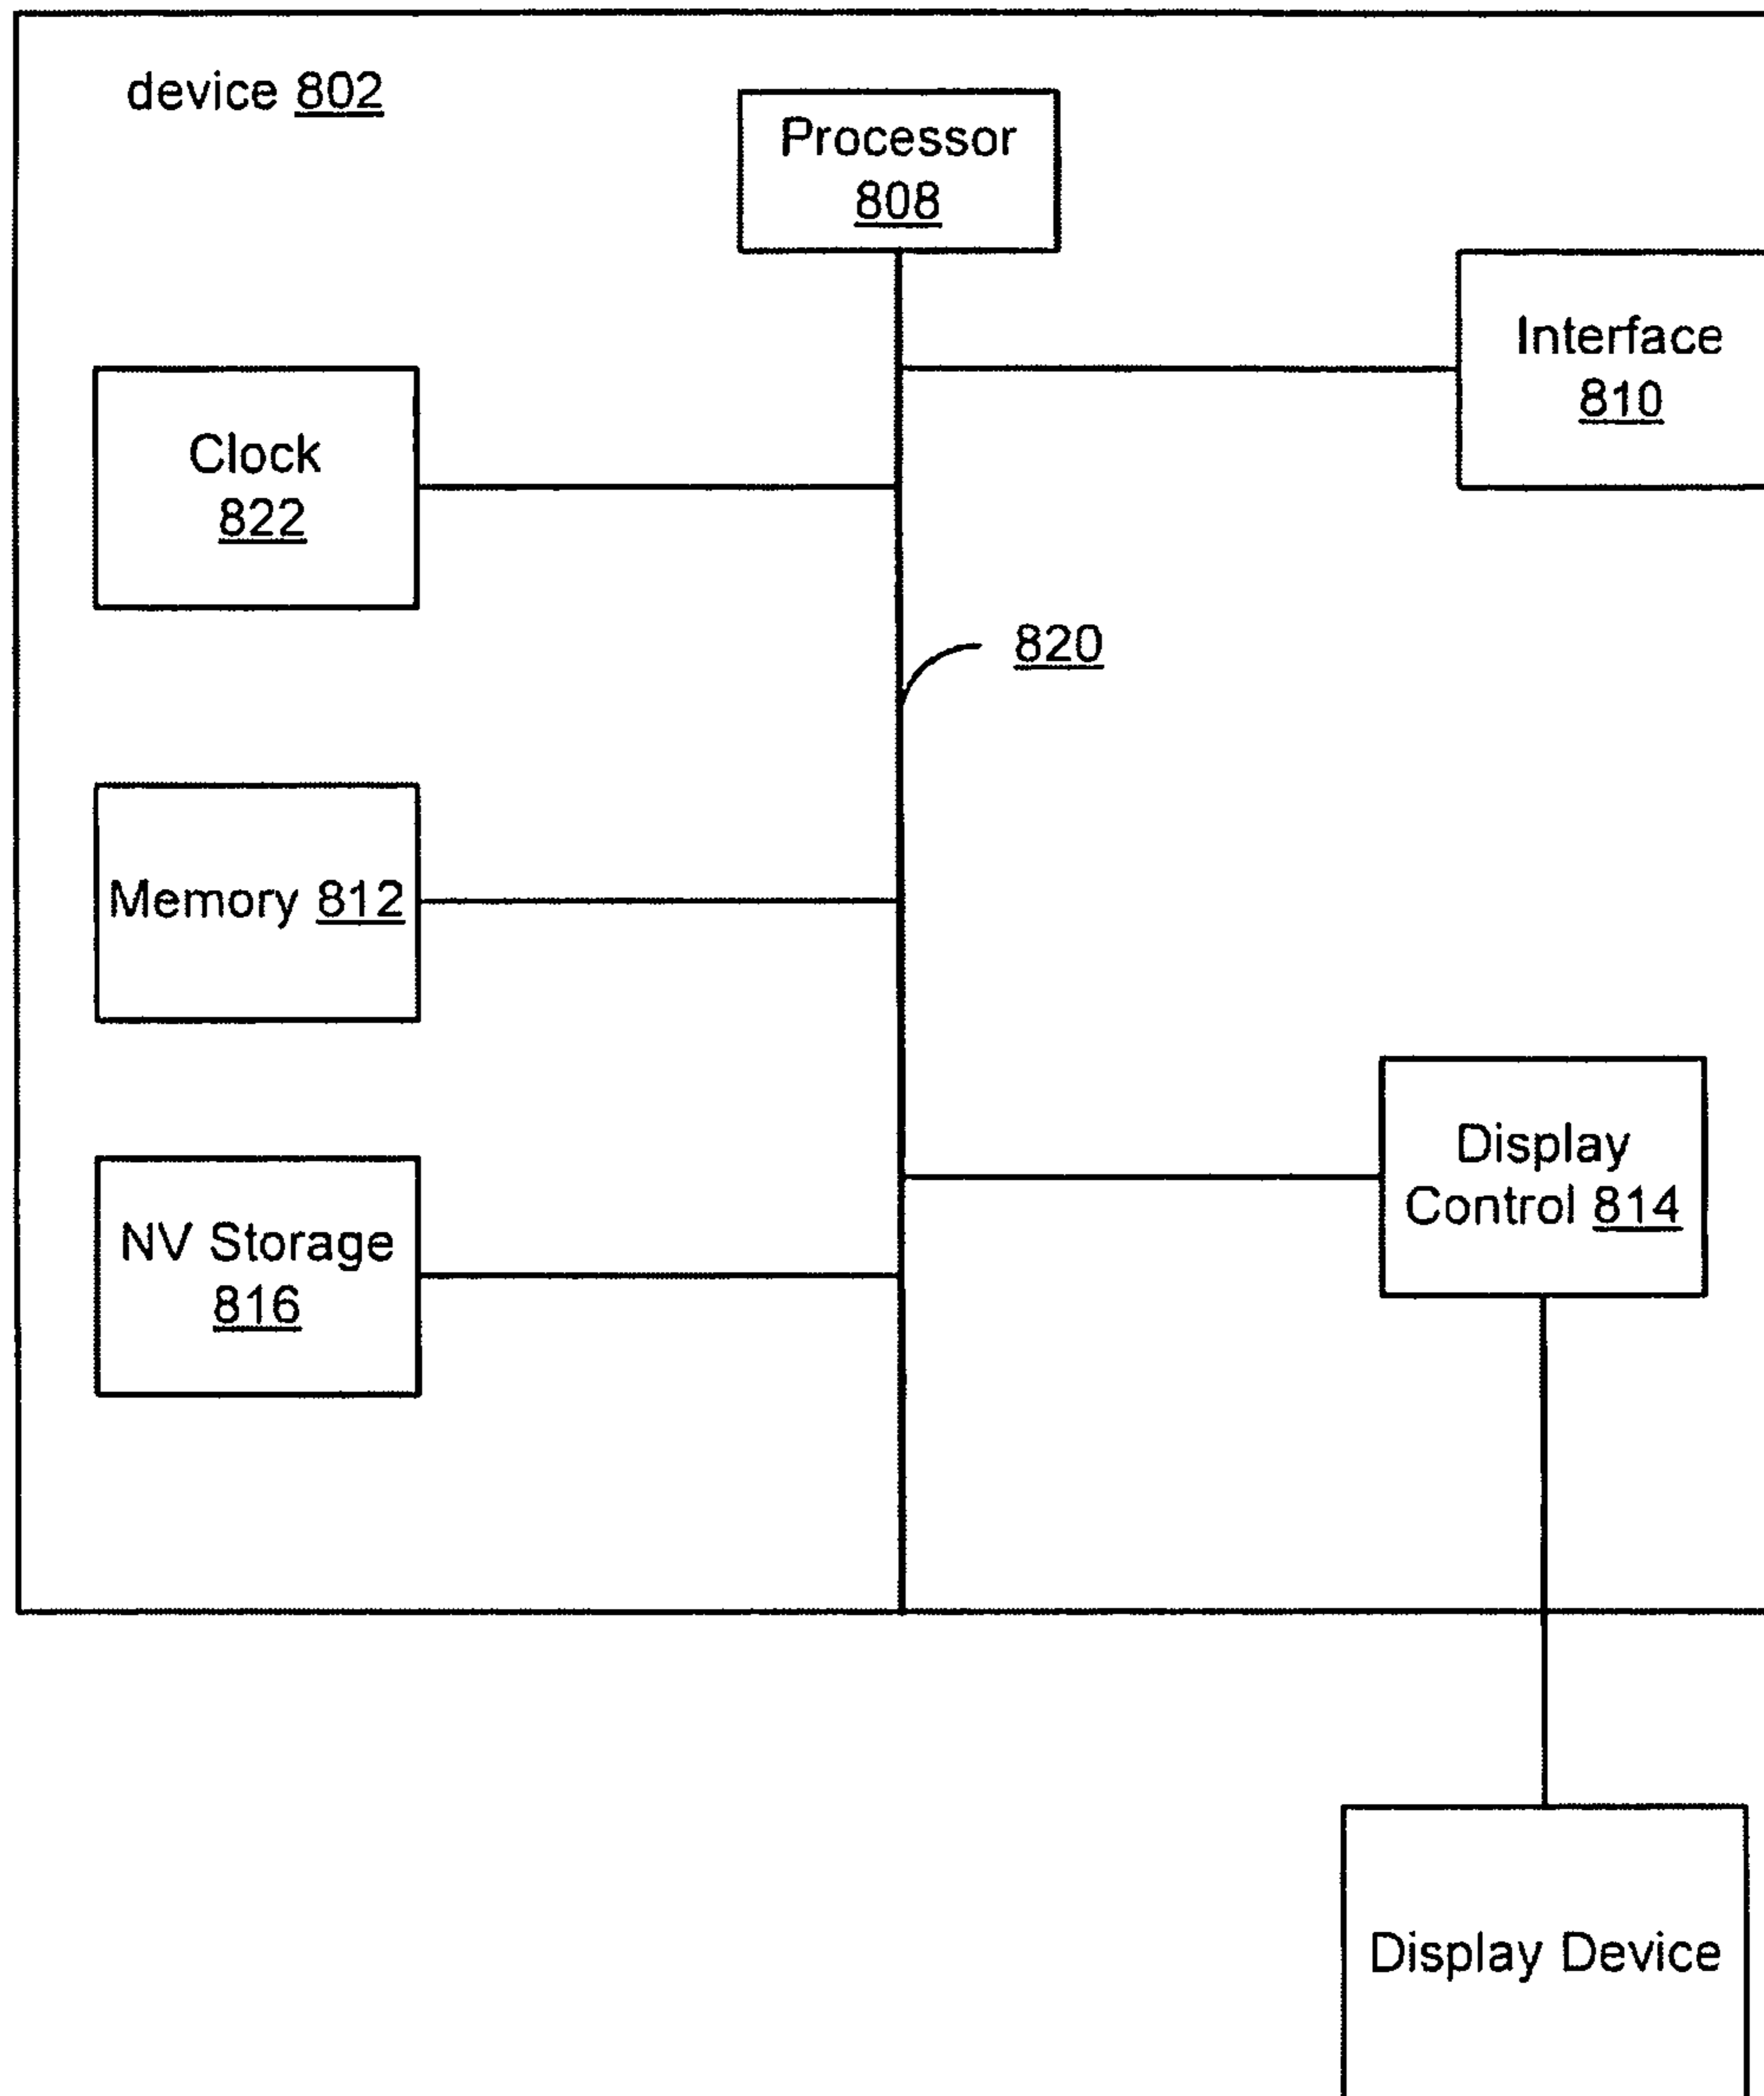 device 802
Processor
808
Interface
810
Clock
822
820
Memory 812
Display
Control 814
NV Storage
816
Display Device